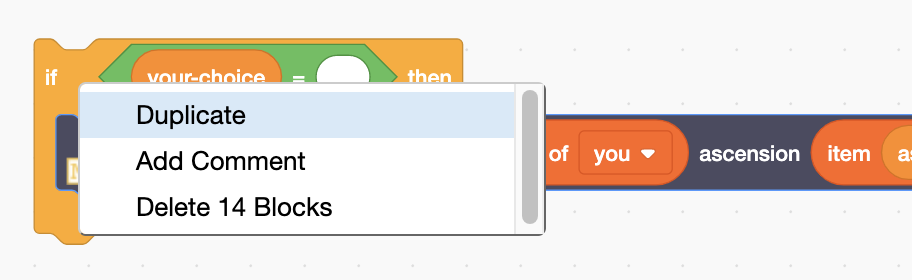 if your-choice = then
Duplicate
Add Comment
Delete 14 Blocks
of you ascension item